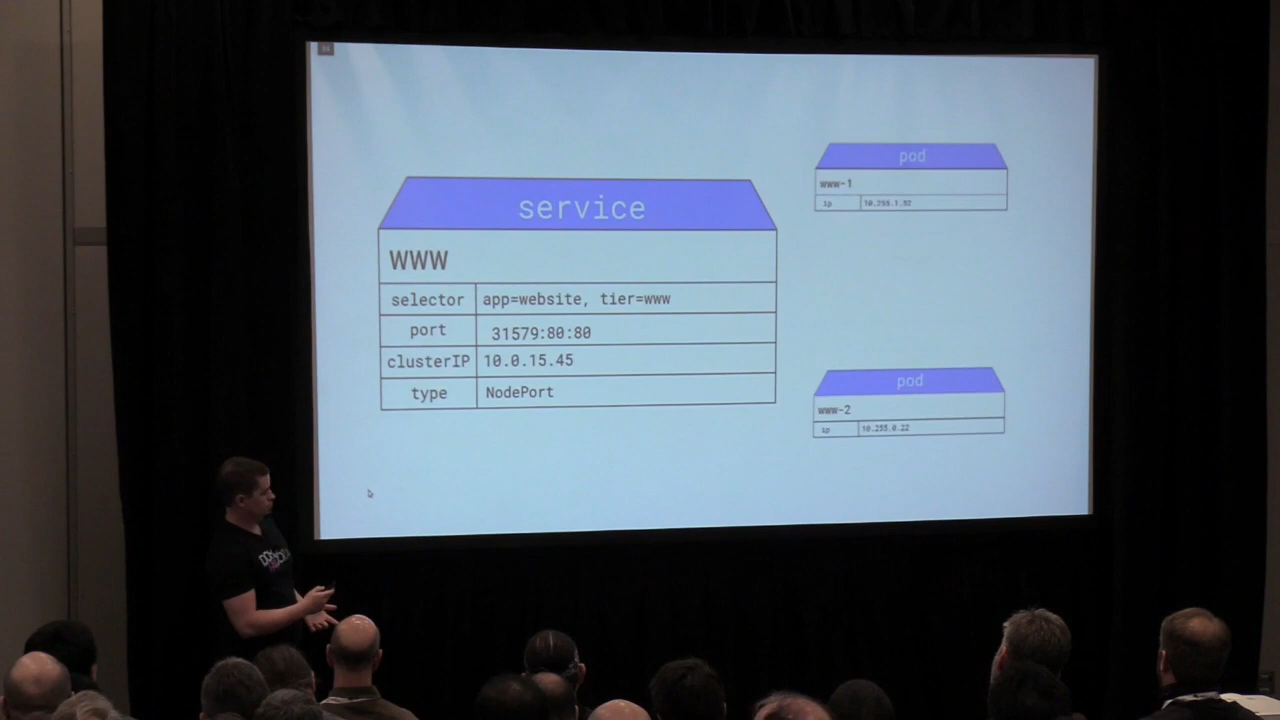 service
www
selector app=website, tier=www
port 31579:80:80
clusterIP 10.0.15.45
type NodePort
pod
www-1
ip 10.255.1.52
pod
www-2
ip 10.255.0.22